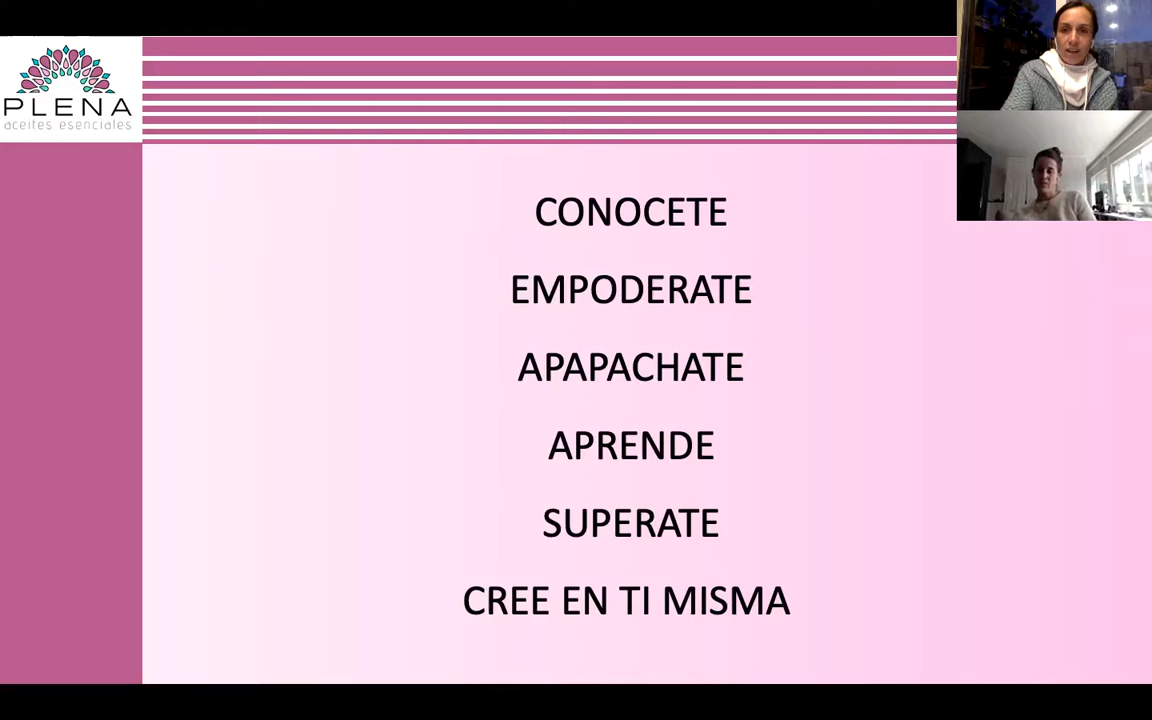 PLENA
aceites esenciales
CONOCETE
EMPODERATE
APAPACHATE
APRENDE
SUPERATE
CREE EN TI MISMA